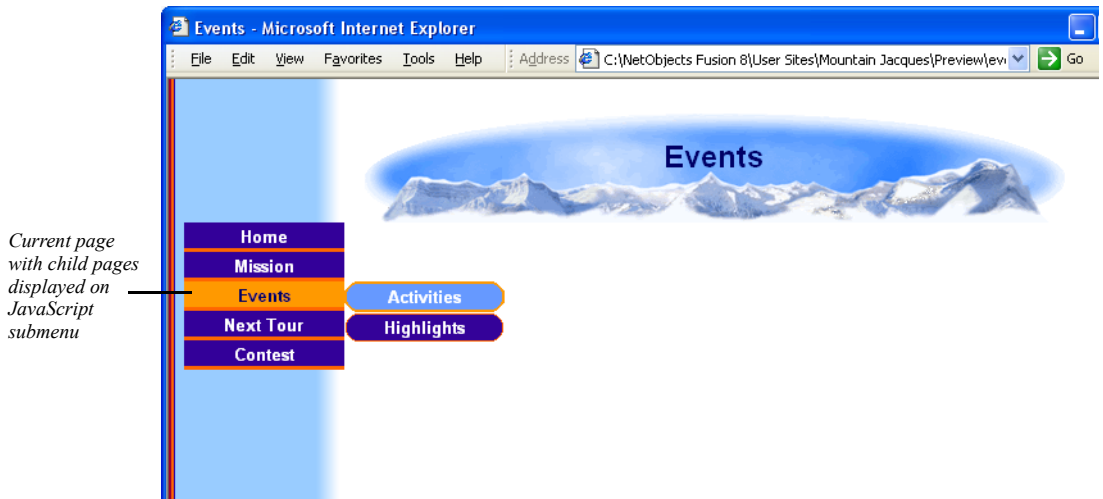 Events - Microsoft Internet Explorer
File Edit View Favorites Tools Help Address C:\NetObjects Fusion 8\User Sites\Mountain Jacques\Preview\eve Go
Events
Current page
with child pages
displayed on
JavaScript
submenu
Home
Mission
Events
Next Tour
Contest
Activities
Highlights